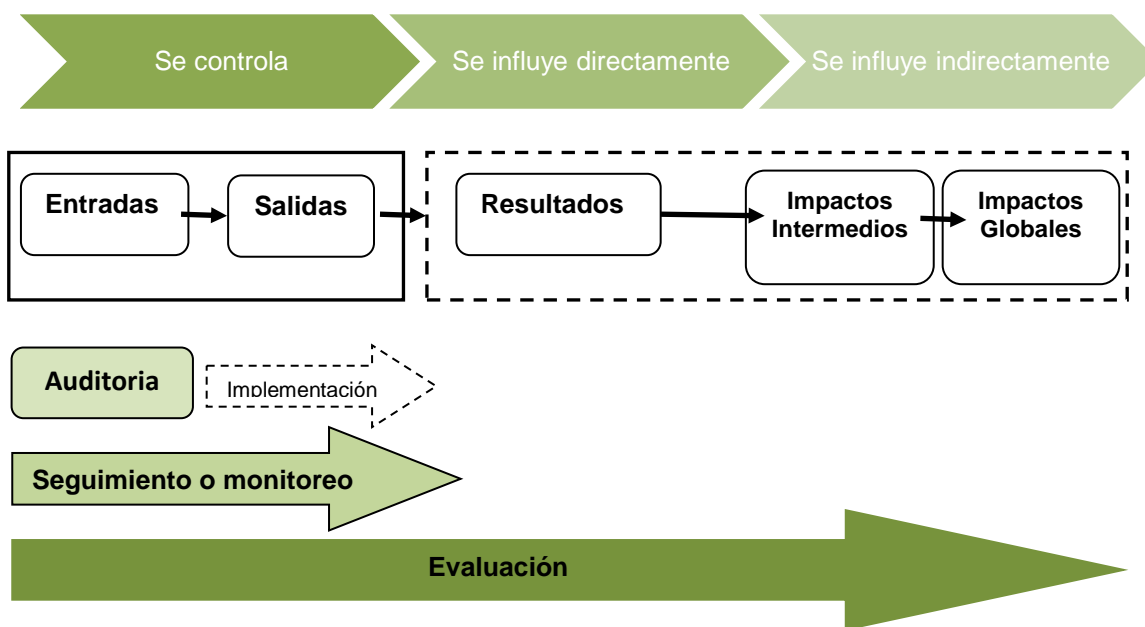 Se controla
Se influye directamente
Se influye indirectamente
Entradas
Salidas
Resultados
Impactos
Intermedios
Impactos
Globales
Auditoria
Implementación
Seguimiento o monitoreo
Evaluación